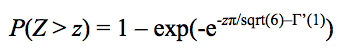 P(Z > z) = 1 – exp(-e^{-zπ/sqrt(6)–Γ’(1)})